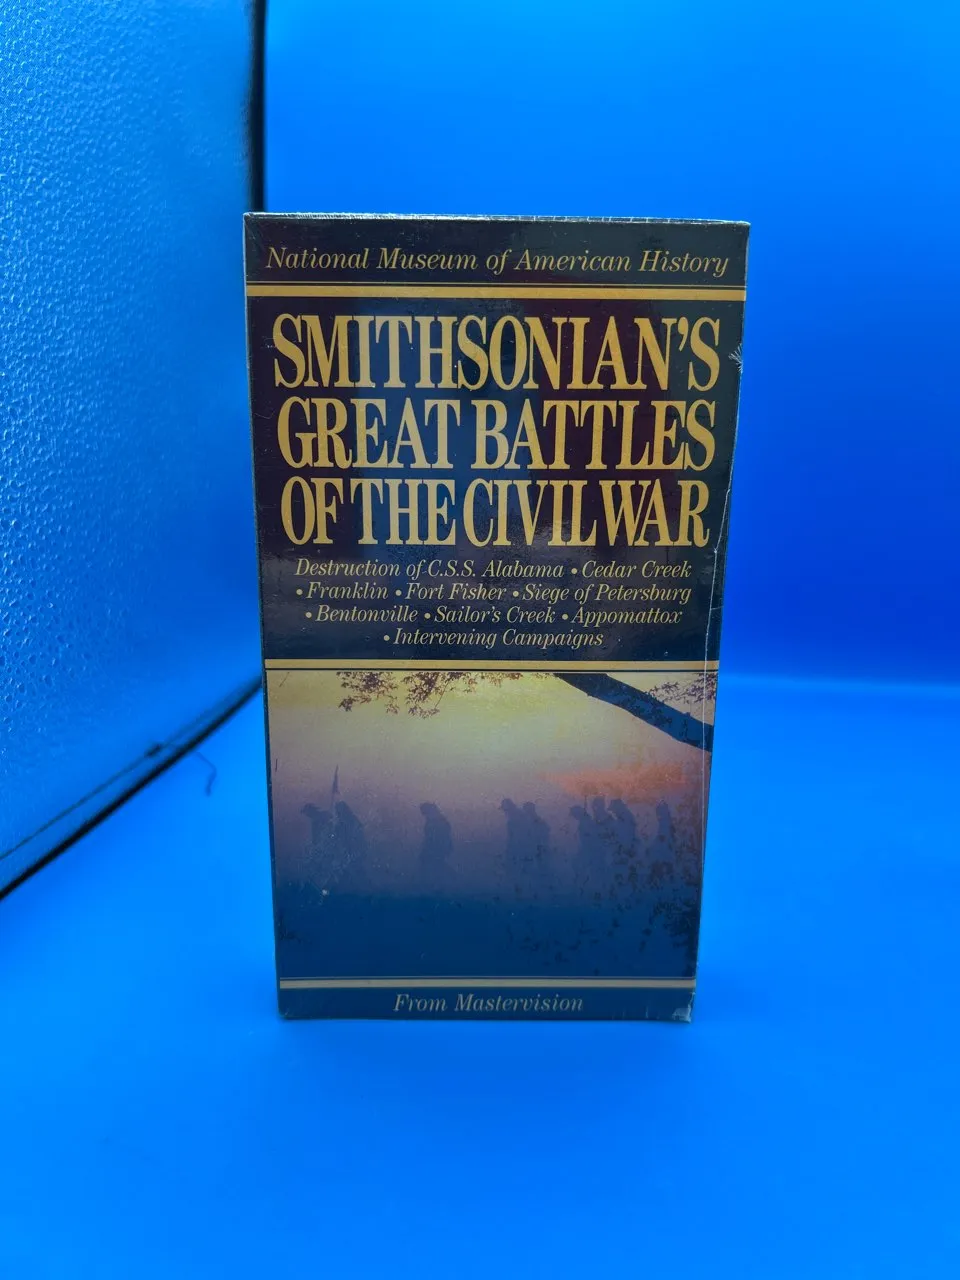 National Museum of American History
SMITHSONIAN'S
GREAT BATTLES
OF THE CIVIL WAR
Destruction of C.S.S. Alabama • Cedar Creek
• Franklin • Fort Fisher • Siege of Petersburg
• Bentonville • Sailor's Creek • Appomattox
• Intervening Campaigns
From Mastervision